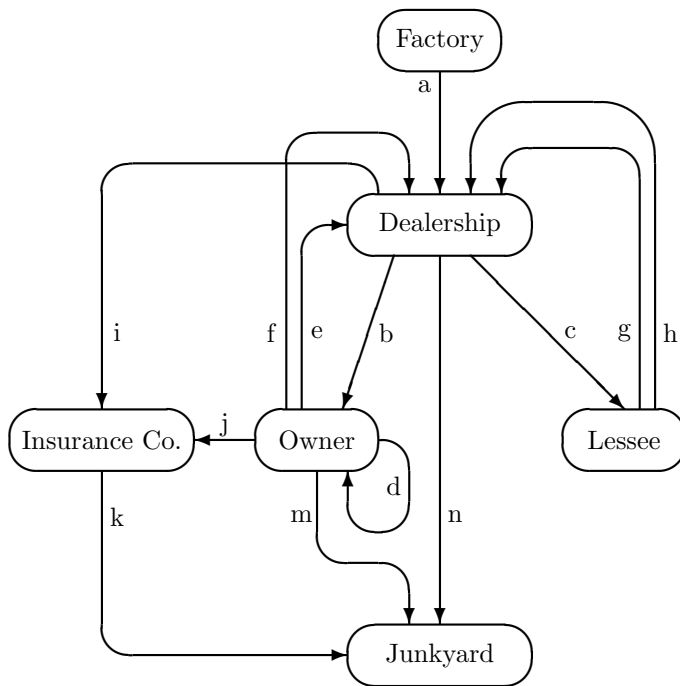 Factory
a
Dealership
i
f
e
b
c
g
h
Insurance Co.
j
Owner
Lessee
d
k
m
n
Junkyard